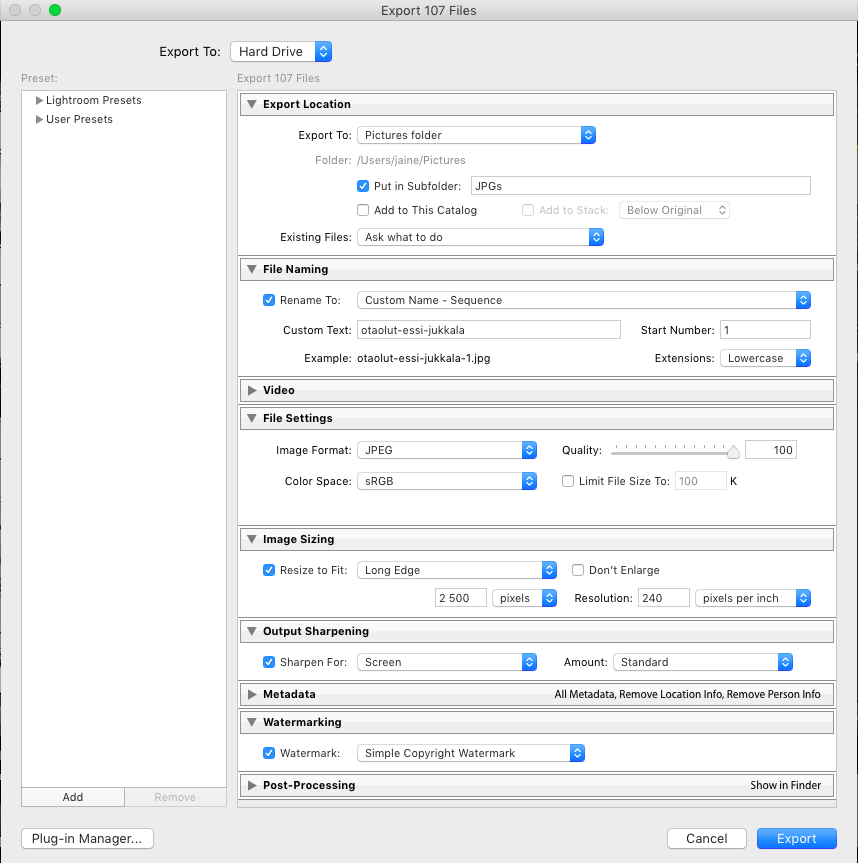 Export 107 Files
Export To: Hard Drive
Preset:
Export 107 Files
Lightroom Presets
User Presets
Export Location
Export To: Pictures folder
Folder: /Users/jaine/Pictures
Put in Subfolder: JPGs
Add to This Catalog Add to Stack: Below Original
Existing Files: Ask what to do
File Naming
Rename To: Custom Name - Sequence
Custom Text: otaolut-essi-jukkala Start Number: 1
Example: otaolut-essi-jukkala-1.jpg Extensions: Lowercase
Video
File Settings
Image Format: JPEG Quality: 100
Color Space: sRGB Limit File Size To: 100 K
Image Sizing
Resize to Fit: Long Edge Don't Enlarge
2 500 pixels Resolution: 240 pixels per inch
Output Sharpening
Sharpen For: Screen Amount: Standard
Metadata All Metadata, Remove Location Info, Remove Person Info
Watermarking
Watermark: Simple Copyright Watermark
Post-Processing Show in Finder
Add Remove
Plug-in Manager... Cancel Export